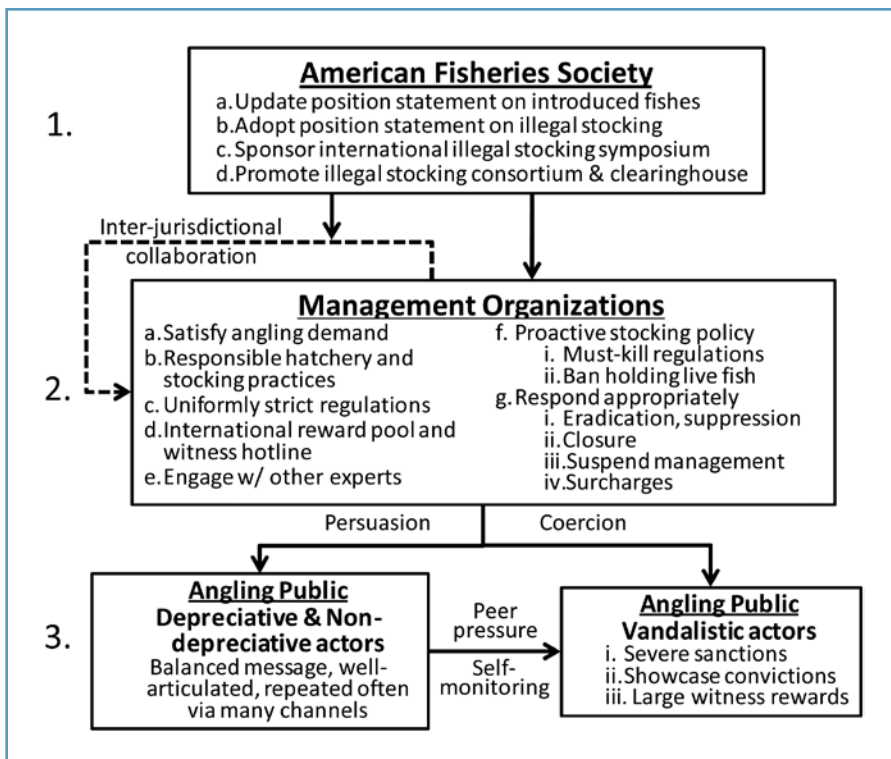 American Fisheries Society
1.
a. Update position statement on introduced fishes
b. Adopt position statement on illegal stocking
c. Sponsor international illegal stocking symposium
d. Promote illegal stocking consortium & clearinghouse
Inter-jurisdictional
collaboration
Management Organizations
2.
a. Satisfy angling demand
b. Responsible hatchery and
stocking practices
c. Uniformly strict regulations
d. International reward pool and
witness hotline
e. Engage w/ other experts
f. Proactive stocking policy
i. Must-kill regulations
ii. Ban holding live fish
g. Respond appropriately
i. Eradication, suppression
ii. Closure
iii. Suspend management
iv. Surcharges
Persuasion
Coercion
3.
Angling Public
Depreciative & Non-
depreciative actors
Balanced message, well-
articulated, repeated often
via many channels
Peer
pressure
Self-
monitoring
Angling Public
Vandalistic actors
i. Severe sanctions
ii. Showcase convictions
iii. Large witness rewards